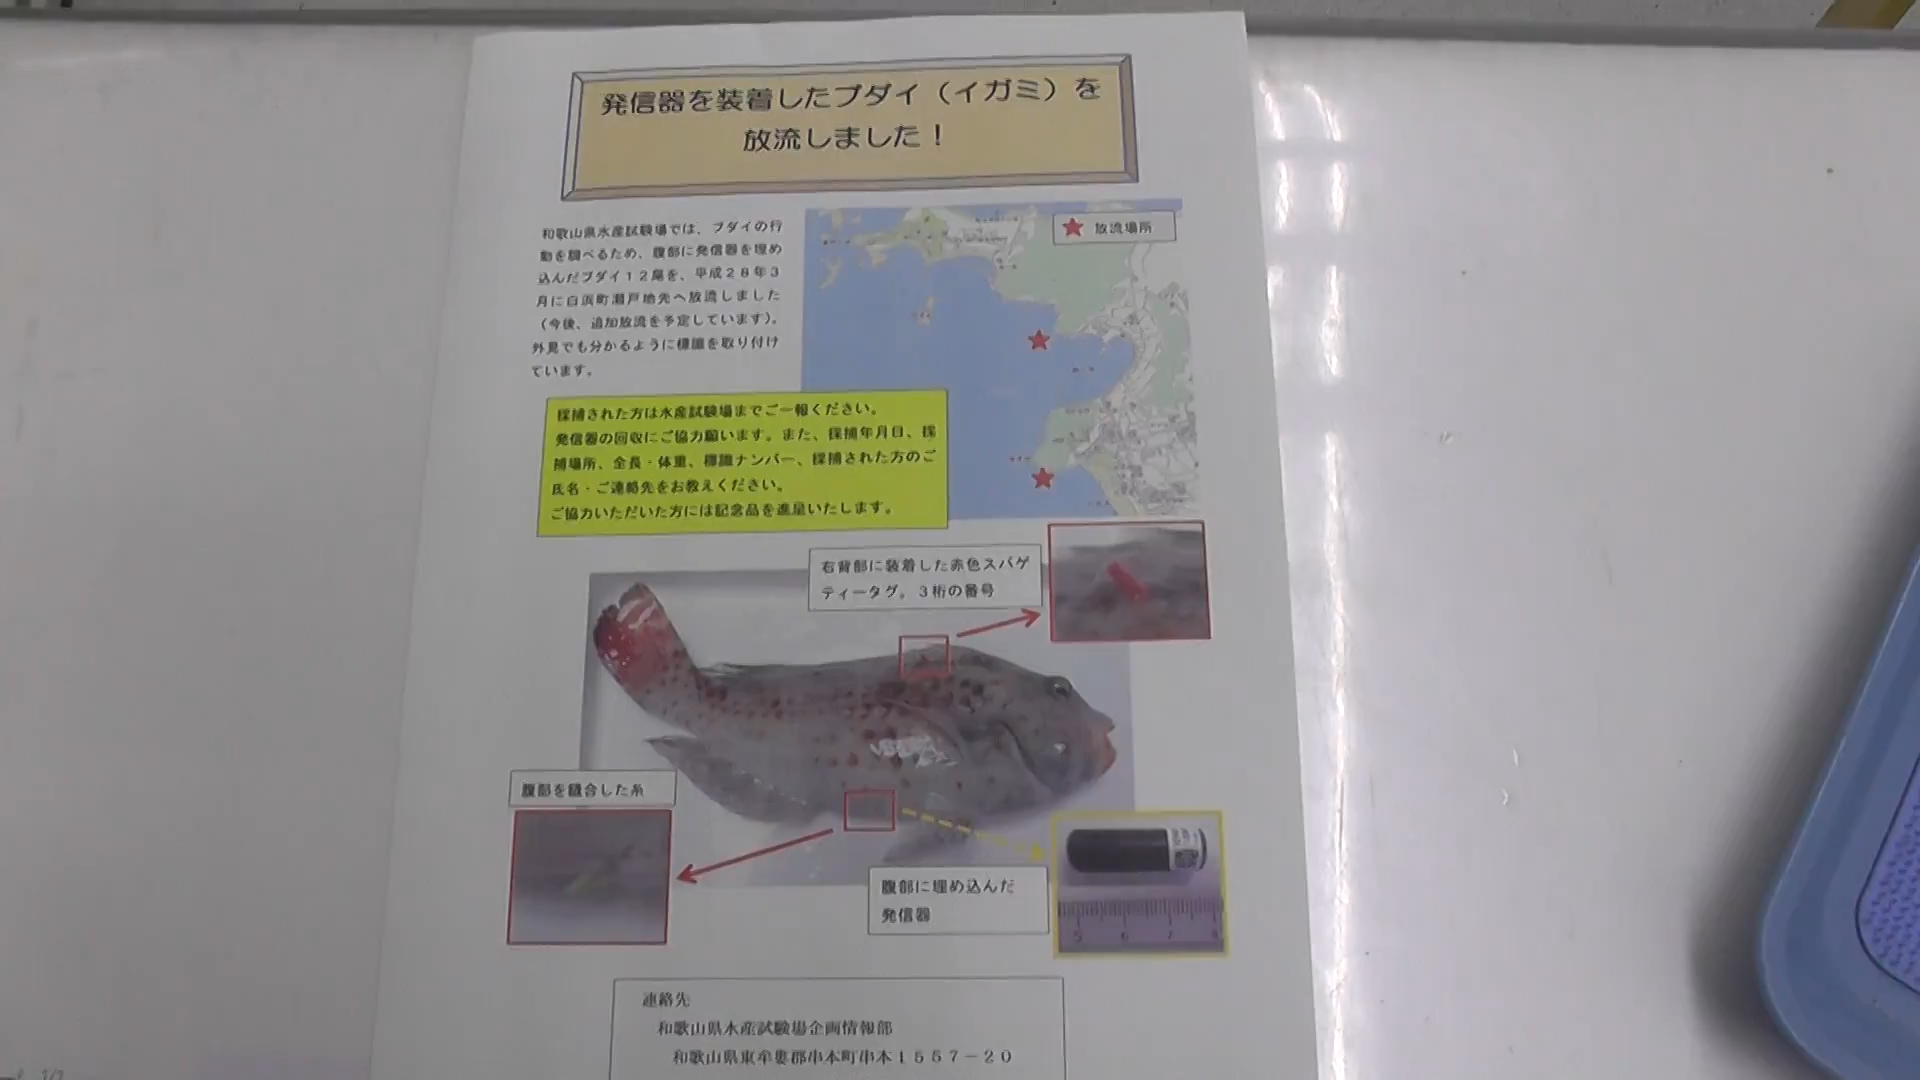 発信器を装着したブダイ（イガミ）を
放流しました！
和歌山県水産試験場では、ブダイの行
動を調べるため、腹部に発信器を埋め
込んだブダイ１２尾を、平成２８年３
月に白浜町瀬戸地先へ放流しました
（今後、追加放流を予定しています）。
外見でも分かるように標識を取り付け
ています。
放流場所
採捕された方は水産試験場までご一報ください。
発信器の回収にご協力願います。また、採捕年月日、採
捕場所、全長・体重、標識ナンバー、採捕された方のご
氏名・ご連絡先をお教えください。
ご協力いただいた方には記念品を進呈いたします。
右背部に装着した赤色スパゲ
ティータグ。３桁の番号
腹部を縫合した糸
腹部に埋め込んだ
発信器
5 6 7 8
連絡先
和歌山県水産試験場企画情報部
和歌山県東牟婁郡串本町串本１５５７－２０